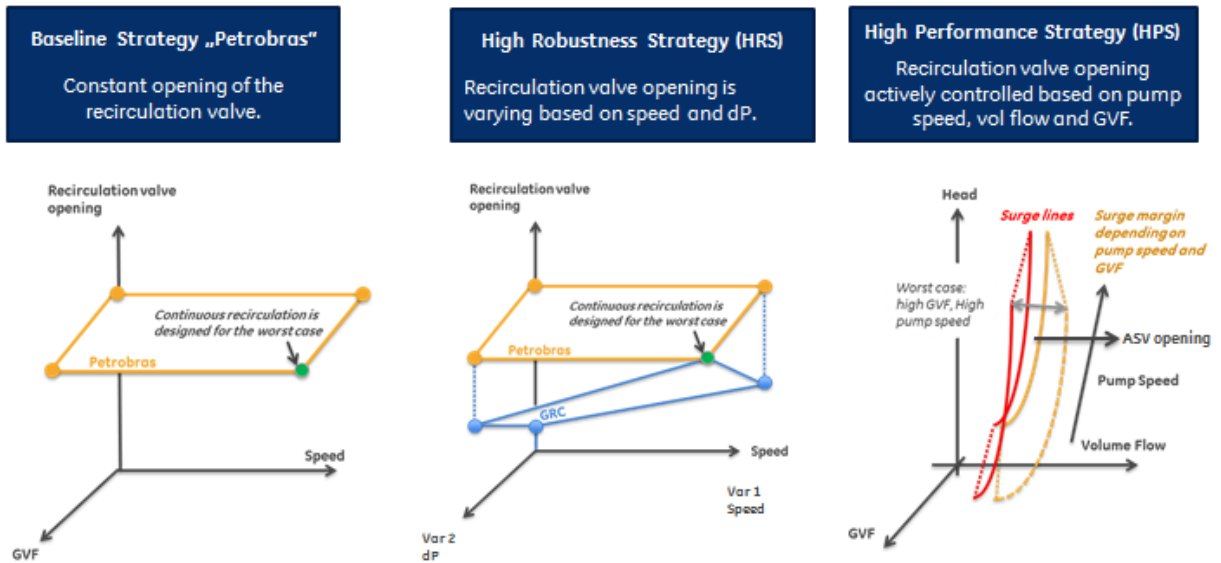 Baseline Strategy „Petrobras“
Constant opening of the
recirculation valve.
High Robustness Strategy (HRS)
Recirculation valve opening is
varying based on speed and dP.
High Performance Strategy (HPS)
Recirculation valve opening
actively controlled based on pump
speed, vol flow and GVF.
Recirculation valve
opening
Continuous recirculation is
designed for the worst case
Petrobras
Speed
GVF
Recirculation valve
opening
Continuous recirculation is
designed for the worst case
Petrobras
GRC
Speed
Var 1
Speed
Var 2
dP
Head
Surge lines
Surge margin
depending on
pump speed and
GVF
Worst case:
high GVF, High
pump speed
ASV opening
Pump Speed
Volume Flow
GVF